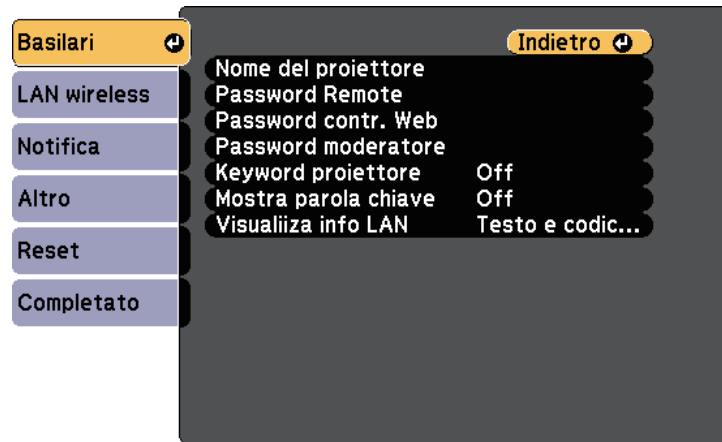 Basilari
LAN wireless
Notifica
Altro
Reset
Completato
Indietro
Nome del proiettore
Password Remote
Password contr. Web
Password moderatore
Keyword proiettore Off
Mostra parola chiave Off
Visualiiza info LAN Testo e codic...